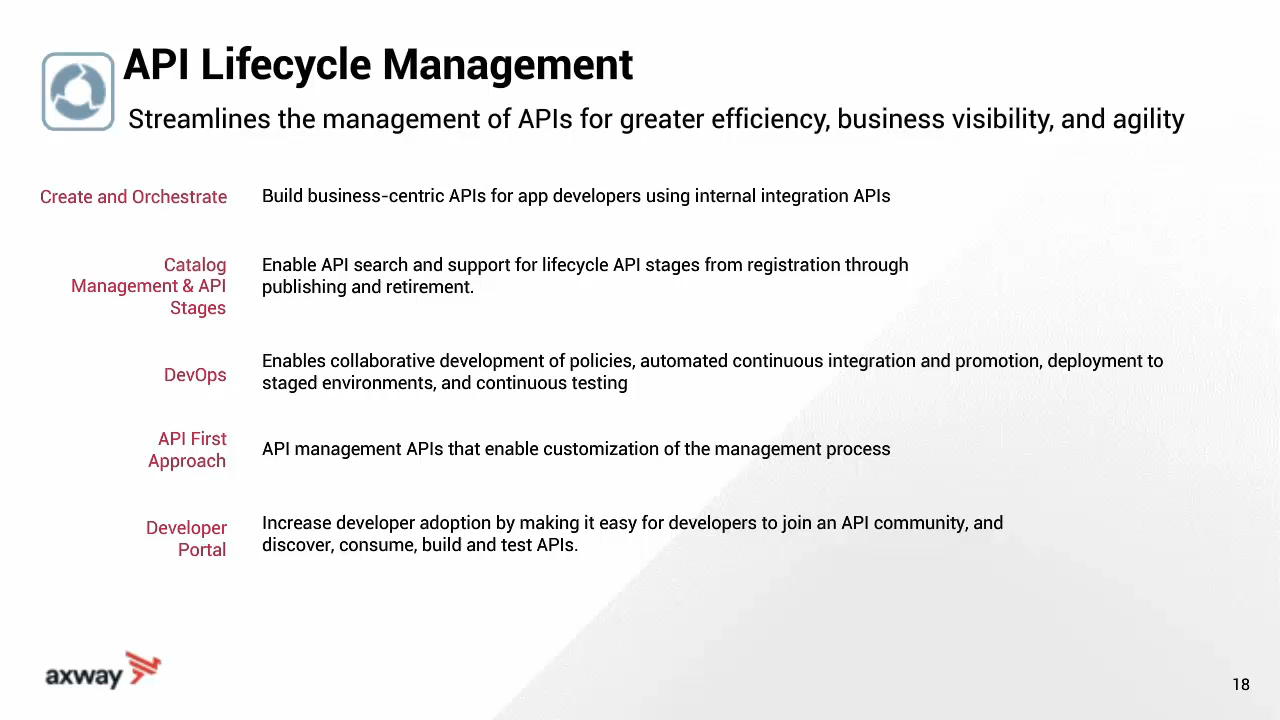 API Lifecycle Management
Streamlines the management of APIs for greater efficiency, business visibility, and agility
Create and Orchestrate
Build business-centric APIs for app developers using internal integration APIs
Catalog
Management & API
Stages
Enable API search and support for lifecycle API stages from registration through
publishing and retirement.
DevOps
Enables collaborative development of policies, automated continuous integration and promotion, deployment to
staged environments, and continuous testing
API First
Approach
API management APIs that enable customization of the management process
Developer
Portal
Increase developer adoption by making it easy for developers to join an API community, and
discover, consume, build and test APIs.
axway
18